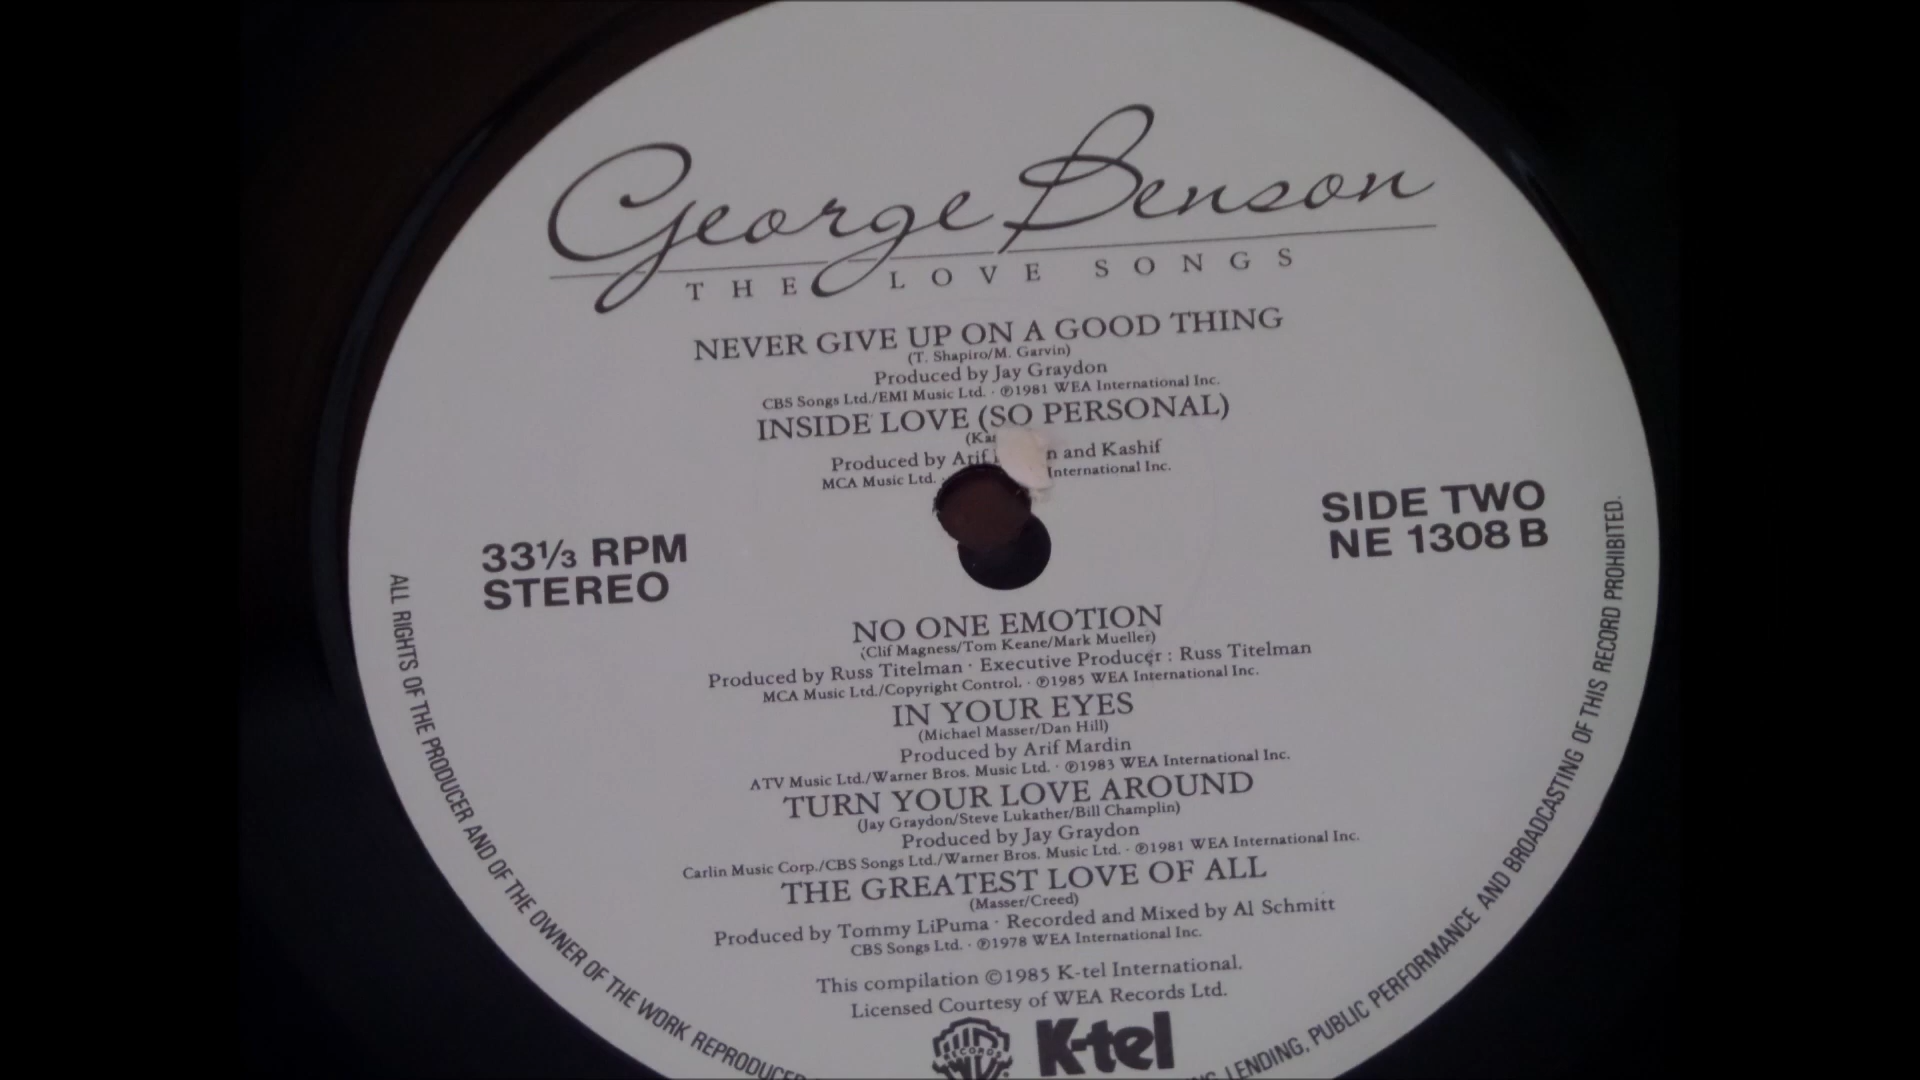 George Benson
THE LOVE SONGS
NEVER GIVE UP ON A GOOD THING
(T. Shapiro/M. Garvin)
Produced by Jay Graydon
CBS Songs Ltd./EMI Music Ltd. · ℗1981 WEA International Inc.
INSIDE LOVE (SO PERSONAL)
Produced by Arif and Kashif
MCA Music Ltd. International Inc.
33⅓ RPM
STEREO
SIDE TWO
NE 1308 B
NO ONE EMOTION
(Clif Magness/Tom Keane/Mark Mueller)
Produced by Russ Titelman · Executive Producer : Russ Titelman
MCA Music Ltd./Copyright Control. · ℗1985 WEA International Inc.
IN YOUR EYES
(Michael Masser/Dan Hill)
Produced by Arif Mardin
ATV Music Ltd./Warner Bros. Music Ltd. · ℗1983 WEA International Inc.
TURN YOUR LOVE AROUND
(Jay Graydon/Steve Lukather/Bill Champlin)
Produced by Jay Graydon
Carlin Music Corp./CBS Songs Ltd./Warner Bros. Music Ltd. · ℗1981 WEA International Inc.
THE GREATEST LOVE OF ALL
(Masser/Creed)
Produced by Tommy LiPuma · Recorded and Mixed by Al Schmitt
CBS Songs Ltd. · ℗1978 WEA International Inc.
This compilation ©1985 K-tel International.
Licensed Courtesy of WEA Records Ltd.
RECORDS
K-tel
ALL RIGHTS OF THE PRODUCER AND OF THE OWNER OF THE WORK REPRODUCED
LENDING, PUBLIC PERFORMANCE AND BROADCASTING OF THIS RECORD PROHIBITED.